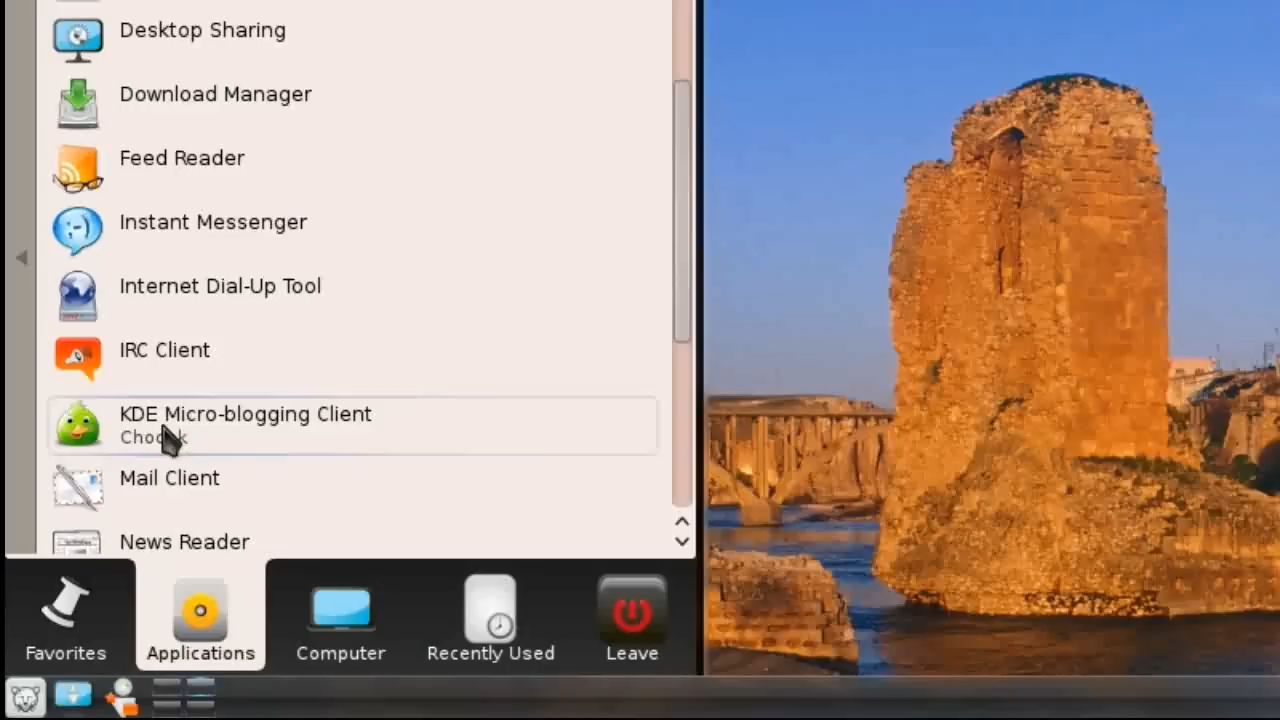 Desktop Sharing
Download Manager
Feed Reader
Instant Messenger
Internet Dial-Up Tool
IRC Client
KDE Micro-blogging Client
Mail Client
News Reader
Favorites
Applications
Computer
Recently Used
Leave